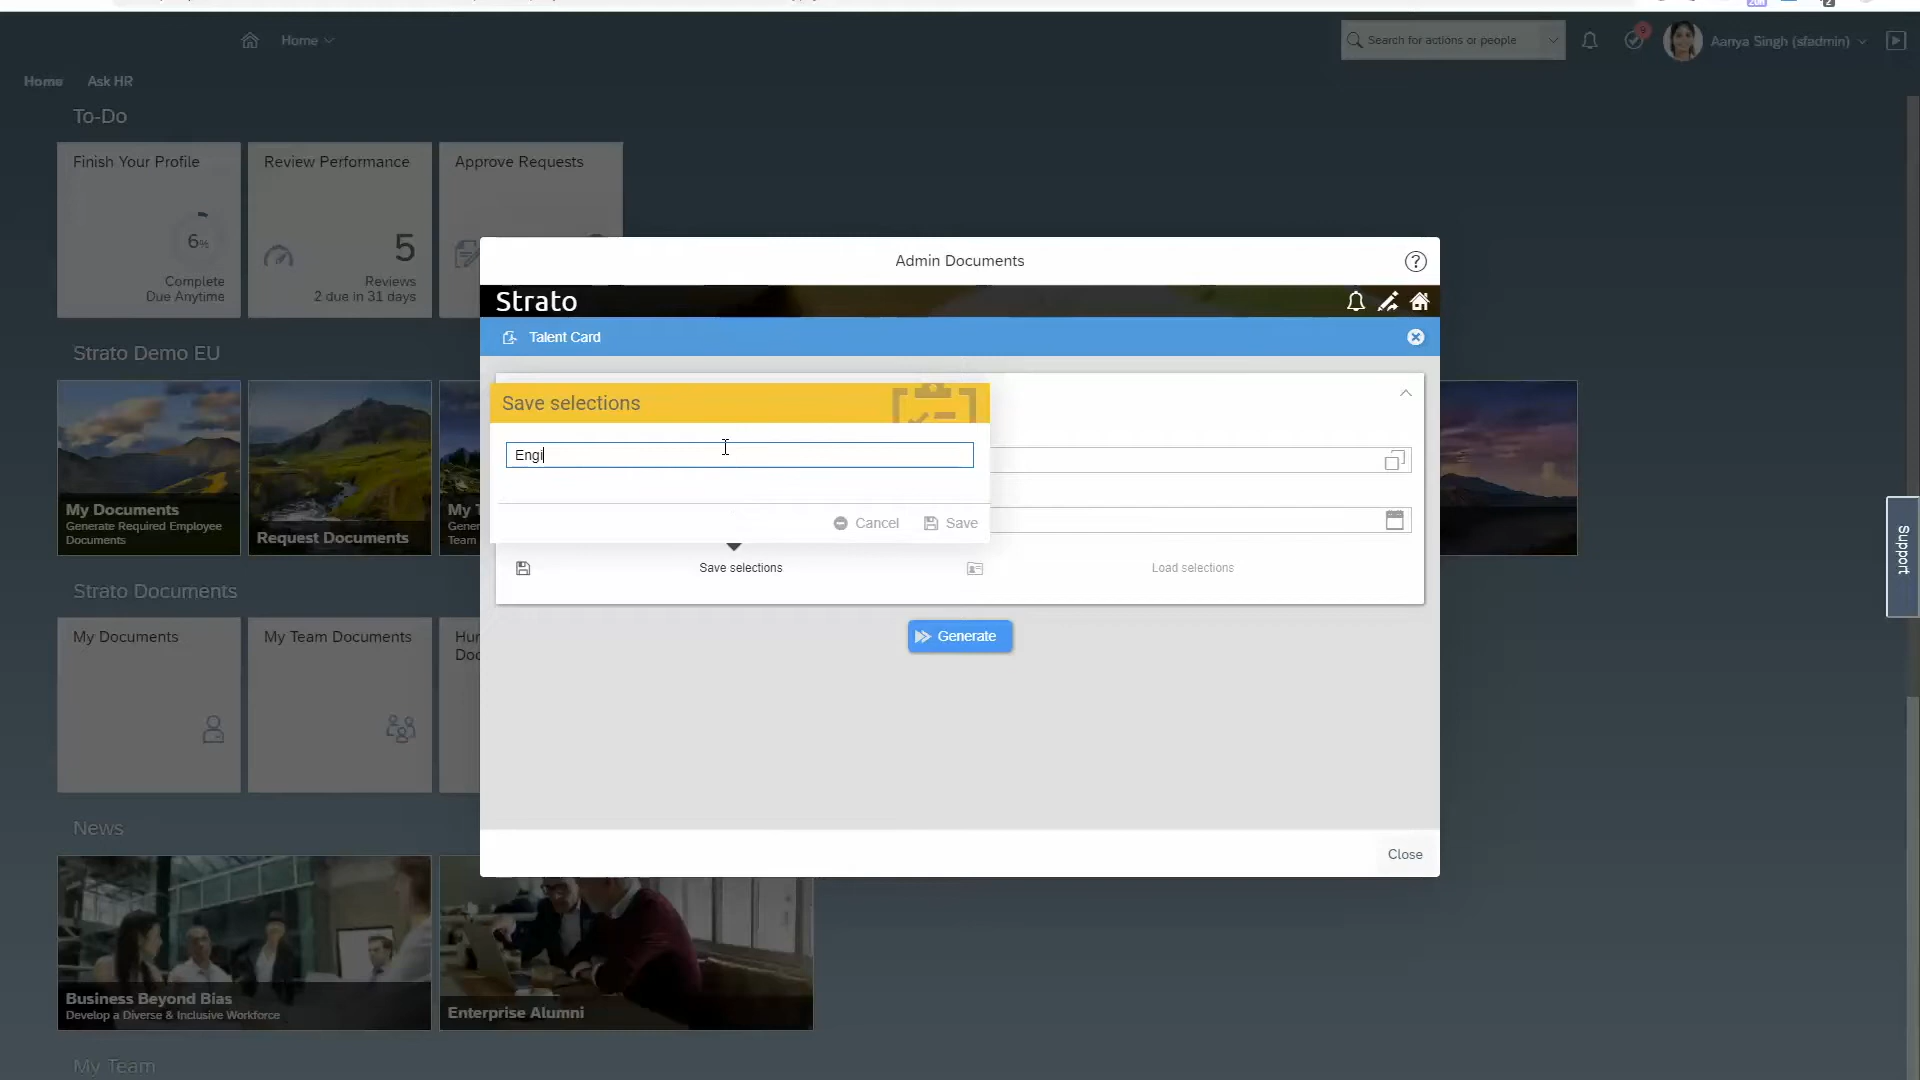 Home
Search for actions or people
9
Aanya Singh (sfadmin)
2
Home
Ask HR
To-Do
Finish Your Profile
6%
Complete
Due Anytime
Review Performance
5
Reviews
2 due in 31 days
Approve Requests
Admin Documents
?
Strato
Talent Card
Save selections
Engi
Cancel
Save
Save selections
Load selections
Generate
Close
Support
Strato Demo EU
My Documents
Generate Required Employee
Documents
Request Documents
Team
Strato Documents
My Documents
My Team Documents
News
Business Beyond Bias
Develop a Diverse & Inclusive Workforce
Enterprise Alumni
My Team